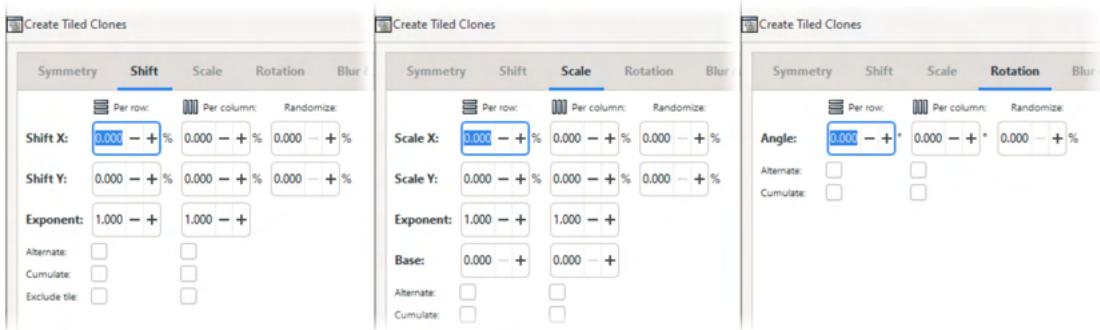 Create Tiled Clones
Symmetry Shift Scale Rotation Blur
Per row: Per column: Randomize:
Shift X: 0.000 − + % 0.000 − + % 0.000 − + %
Shift Y: 0.000 − + % 0.000 − + % 0.000 − + %
Exponent: 1.000 − + 1.000 − +
Alternate:
Cumulate:
Exclude tile:
Create Tiled Clones
Symmetry Shift Scale Rotation Blur
Per row: Per column: Randomize:
Scale X: 0.000 − + % 0.000 − + % 0.000 − + %
Scale Y: 0.000 − + % 0.000 − + % 0.000 − + %
Exponent: 1.000 − + 1.000 − +
Base: 0.000 − + 0.000 − +
Alternate:
Cumulate:
Create Tiled Clones
Symmetry Shift Scale Rotation Blur
Per row: Per column: Randomize:
Angle: 0.000 − + ° 0.000 − + ° 0.000 − + %
Alternate:
Cumulate: